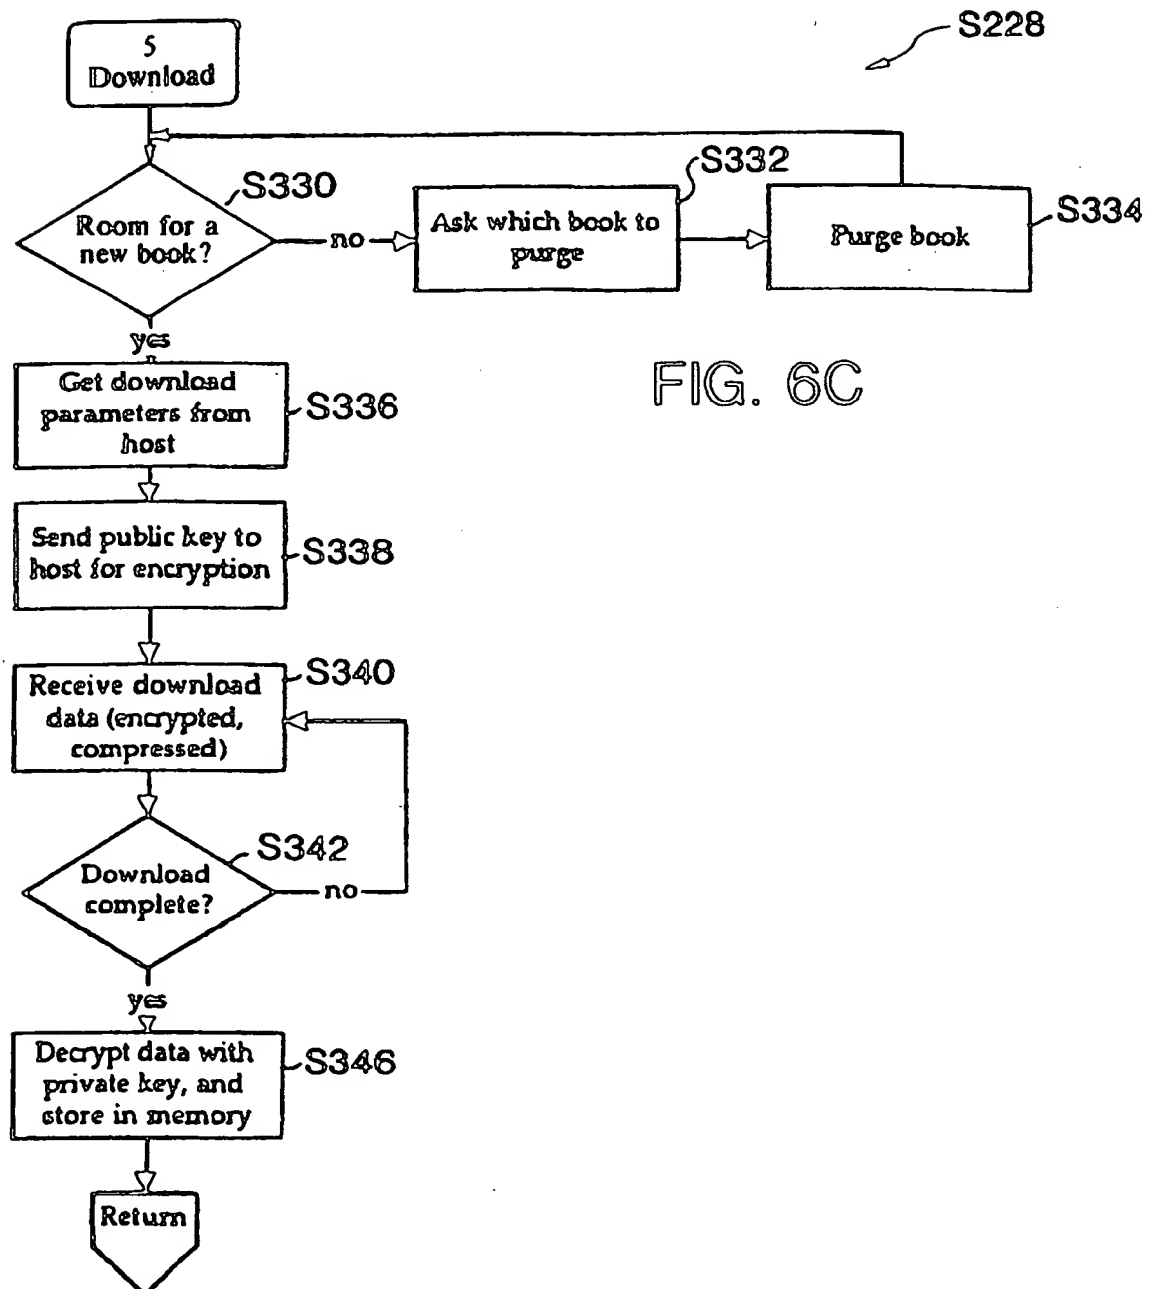 S228
5
Download
S330
Room for a
new book?
no
S332
Ask which book to
purge
S334
Purge book
yes
FIG. 6C
Get download
parameters from
host
S336
Send public key to
host for encryption
S338
Receive download
data (encrypted,
compressed)
S340
S342
Download
complete?
no
yes
Decrypt data with
private key, and
store in memory
S346
Return